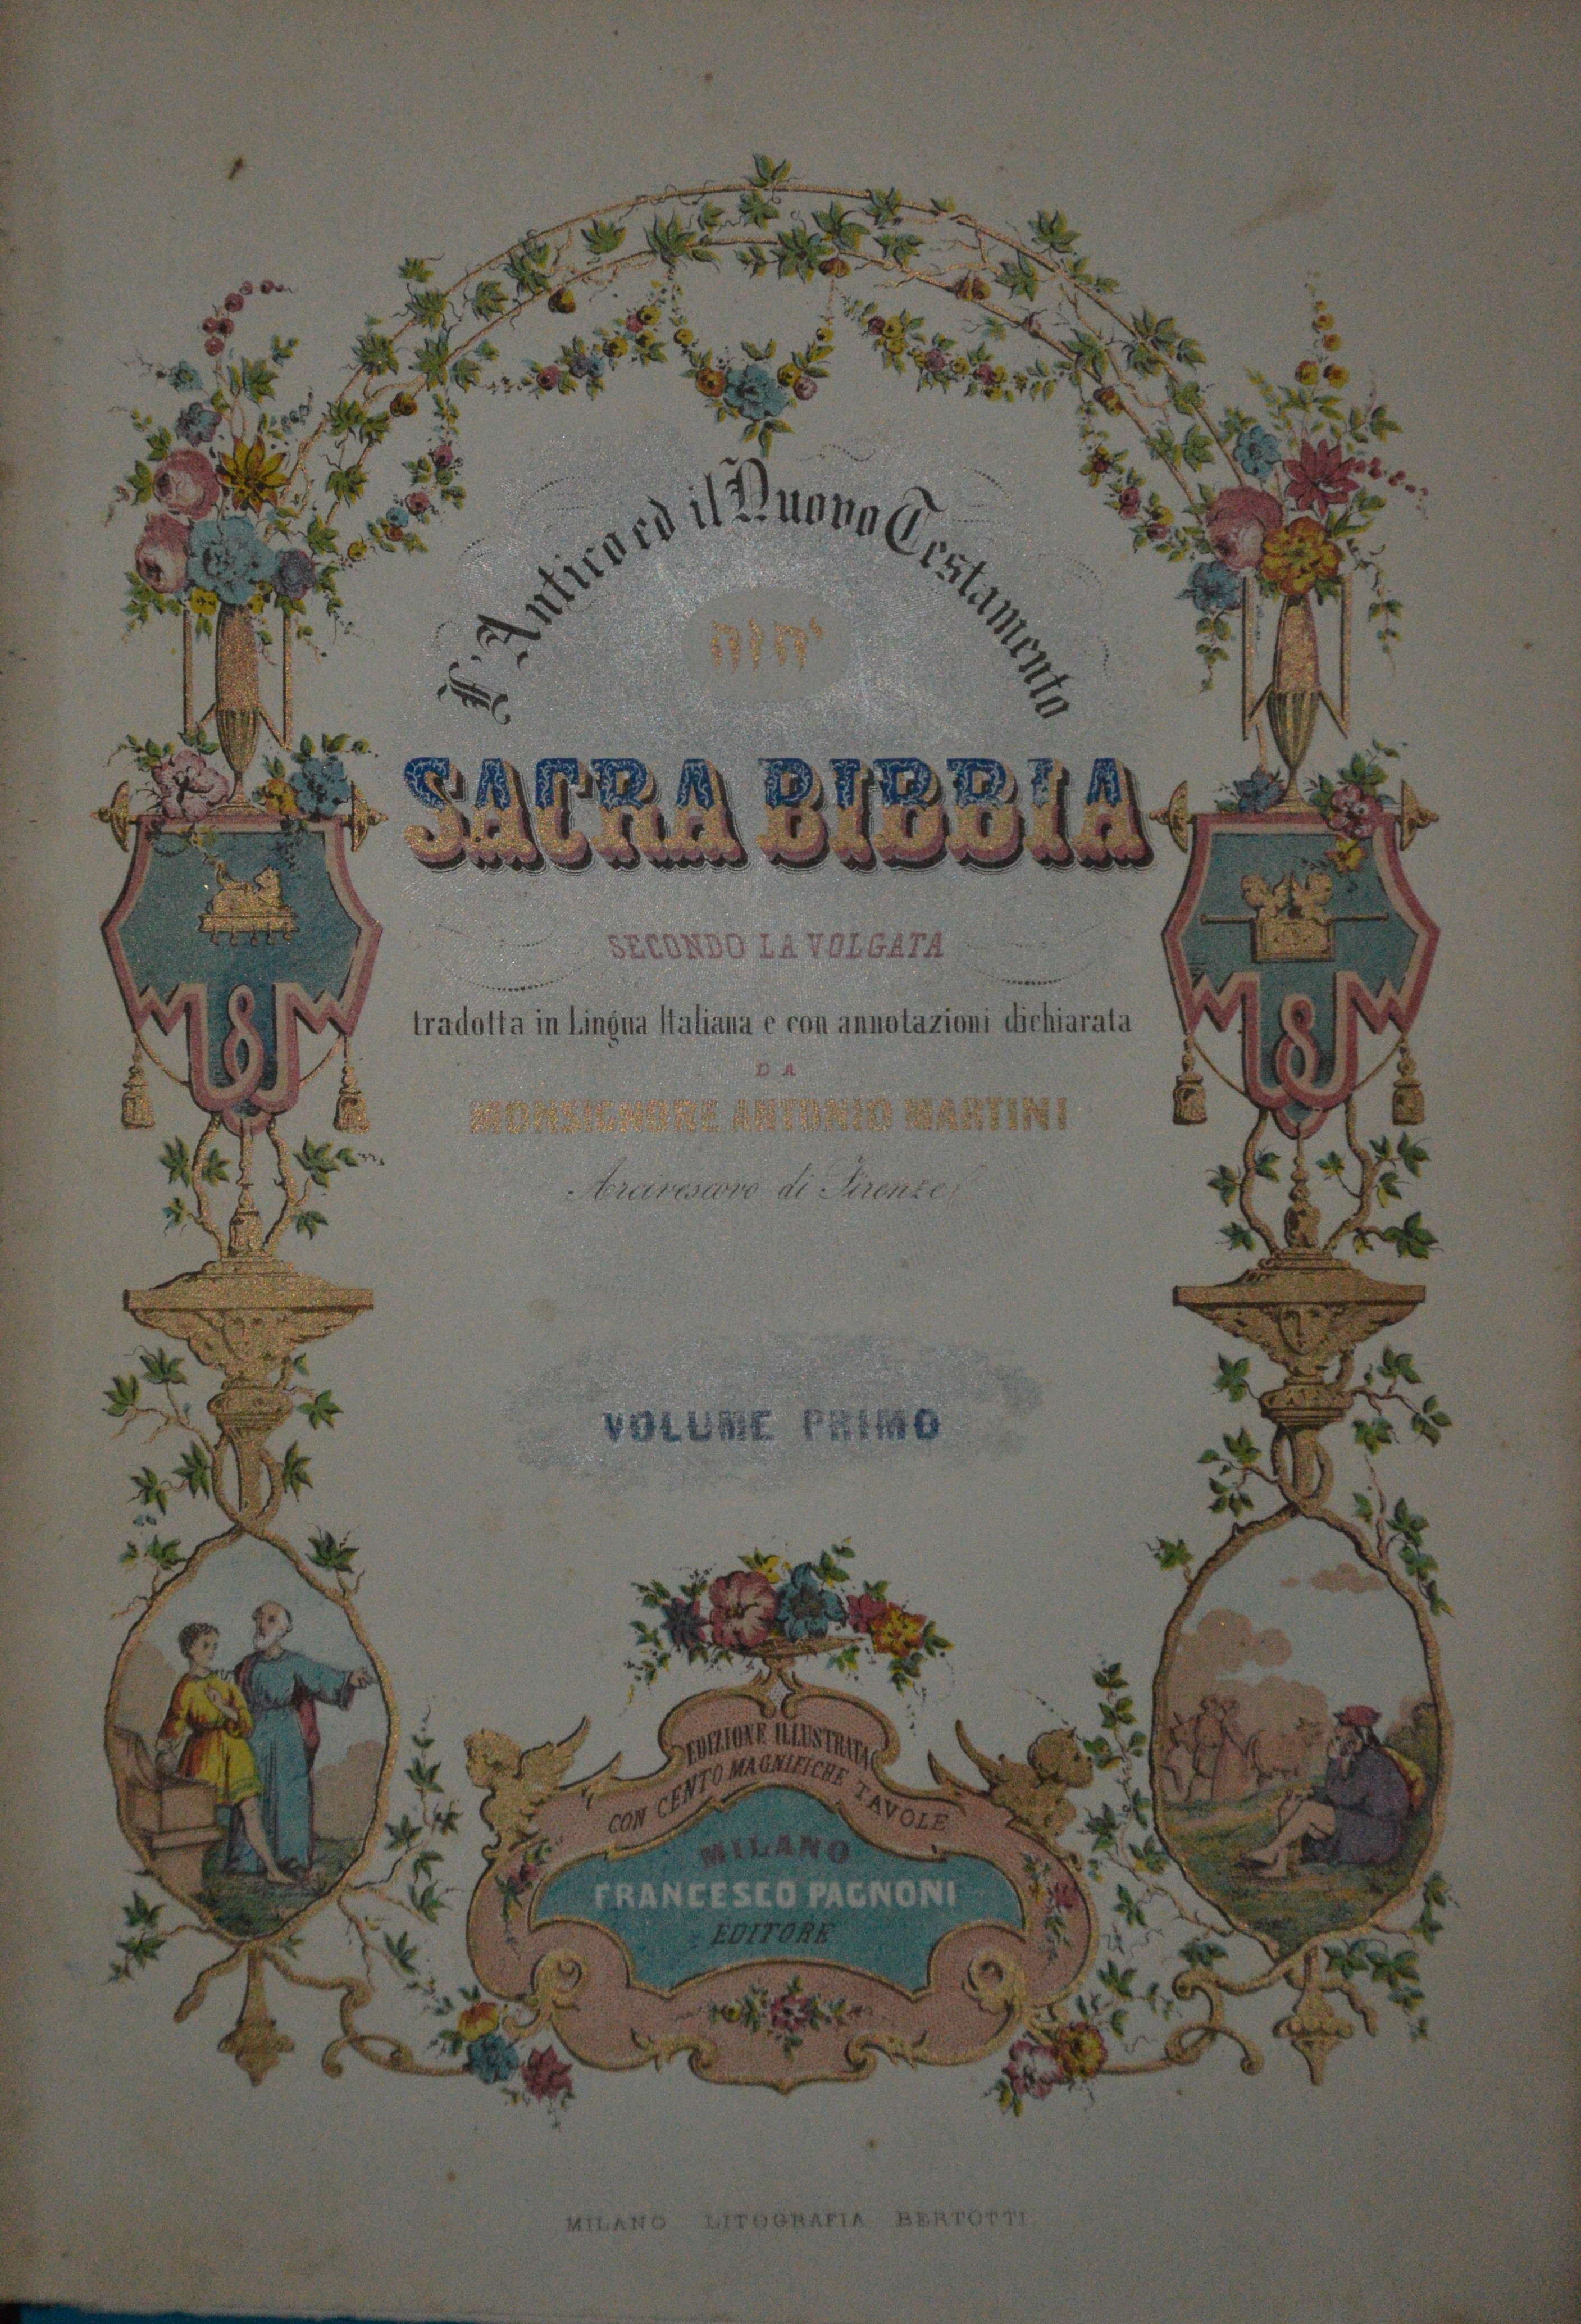 L'Antico ed il Nuovo Testamento
יהוה
SACRA BIBBIA
SECONDO LA VOLGATA
tradotta in Lingua Italiana e con annotazioni dichiarata
DA
MONSIGNORE ANTONIO MARTINI
Arcivescovo di Firenze
VOLUME PRIMO
EDIZIONE ILLUSTRATA
CON CENTO MAGNIFICHE TAVOLE
MILANO
FRANCESCO PAGNONI
EDITORE
MILANO LITOGRAFIA BERTOTTI